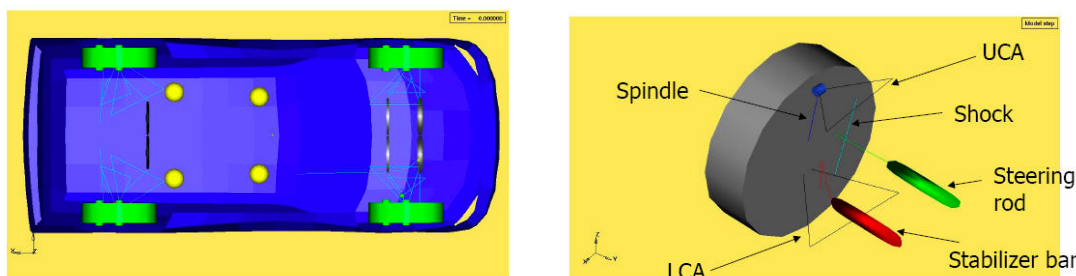 Time = 0.000000
Model step
UCA
Spindle
Shock
Steering
rod
Stabilizer bar
LCA
X
Z
Z
X
Y